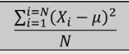 ∑_{i=1}^{i=N}(X_i − μ)²
N